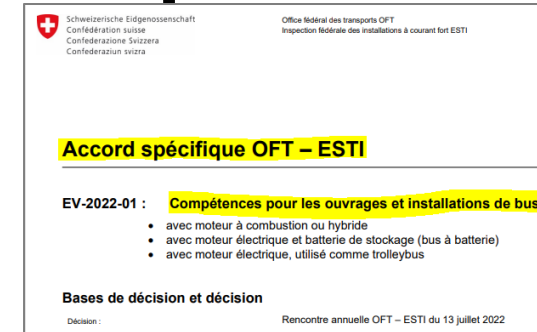 Schweizerische Eidgenossenschaft
Confédération suisse
Confederazione Svizzera
Confederaziun svizra
Office fédéral des transports OFT
Inspection fédérale des installations à courant fort ESTI
Accord spécifique OFT – ESTI
EV-2022-01 : Compétences pour les ouvrages et installations de bus
• avec moteur à combustion ou hybride
• avec moteur électrique et batterie de stockage (bus à batterie)
• avec moteur électrique, utilisé comme trolleybus
Bases de décision et décision
Décision : Rencontre annuelle OFT – ESTI du 13 juillet 2022